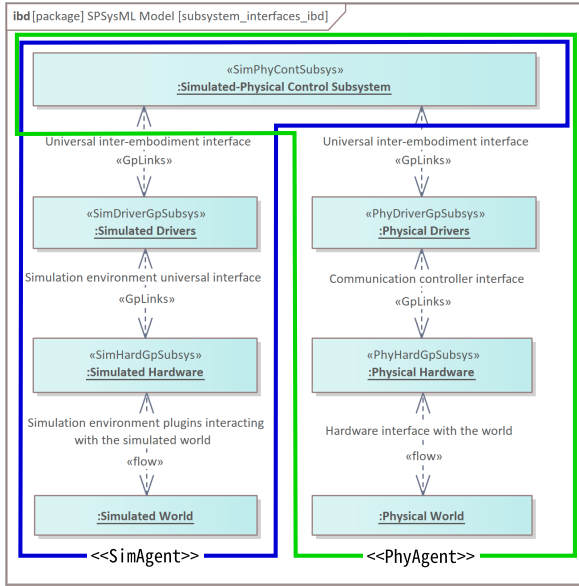 ibd [package] SPSysML Model [subsystem_interfaces_ibd]
«SimPhyContSubsys»
:Simulated-Physical Control Subsystem
Universal inter-embodiment interface
«GpLinks»
Universal inter-embodiment interface
«GpLinks»
«SimDriverGpSubsys»
:Simulated Drivers
«PhyDriverGpSubsys»
:Physical Drivers
Simulation environment universal interface
«GpLinks»
Communication controller interface
«GpLinks»
«SimHardGpSubsys»
:Simulated Hardware
«PhyHardGpSubsys»
:Physical Hardware
Simulation environment plugins interacting
with the simulated world
«flow»
Hardware interface with the world
«flow»
:Simulated World
:Physical World
<<SimAgent>>
<<PhyAgent>>